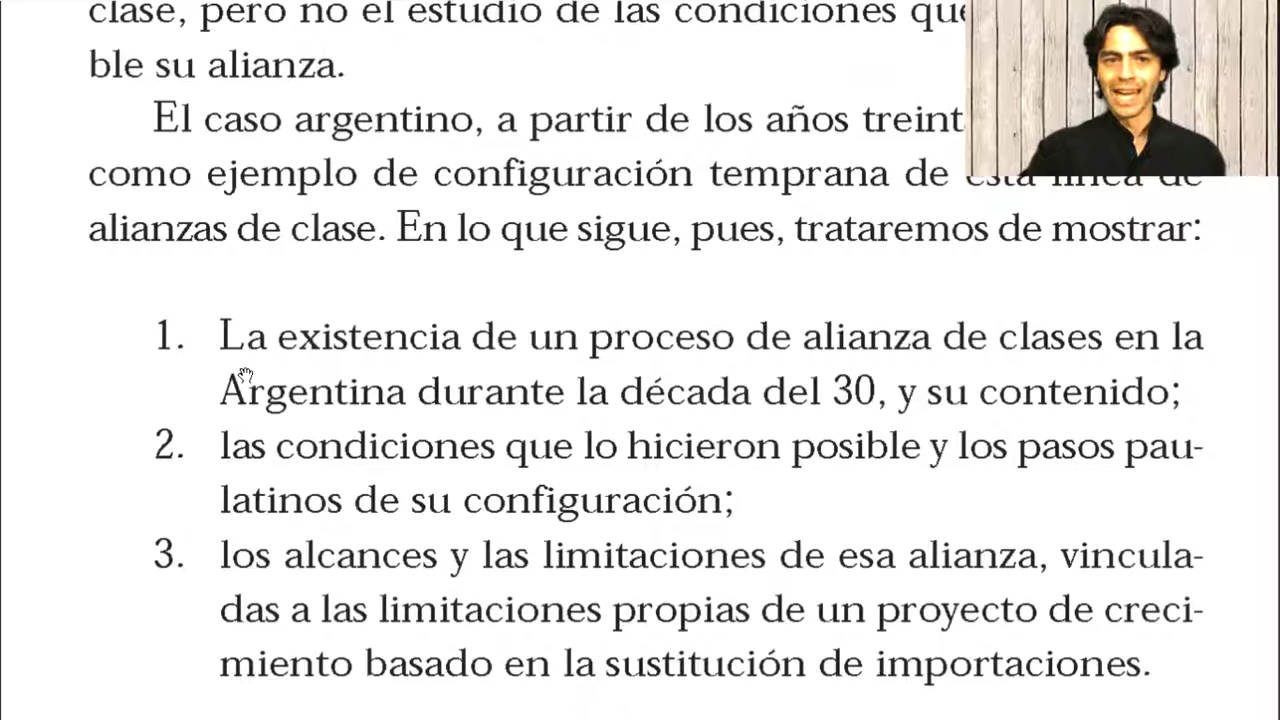 clase, pero no el estudio de las condiciones que
ble su alianza.
El caso argentino, a partir de los años treint
como ejemplo de configuración temprana de esta línea de
alianzas de clase. En lo que sigue, pues, trataremos de mostrar:
1. La existencia de un proceso de alianza de clases en la
Argentina durante la década del 30, y su contenido;
2. las condiciones que lo hicieron posible y los pasos pau-
latinos de su configuración;
3. los alcances y las limitaciones de esa alianza, vincula-
das a las limitaciones propias de un proyecto de creci-
miento basado en la sustitución de importaciones.